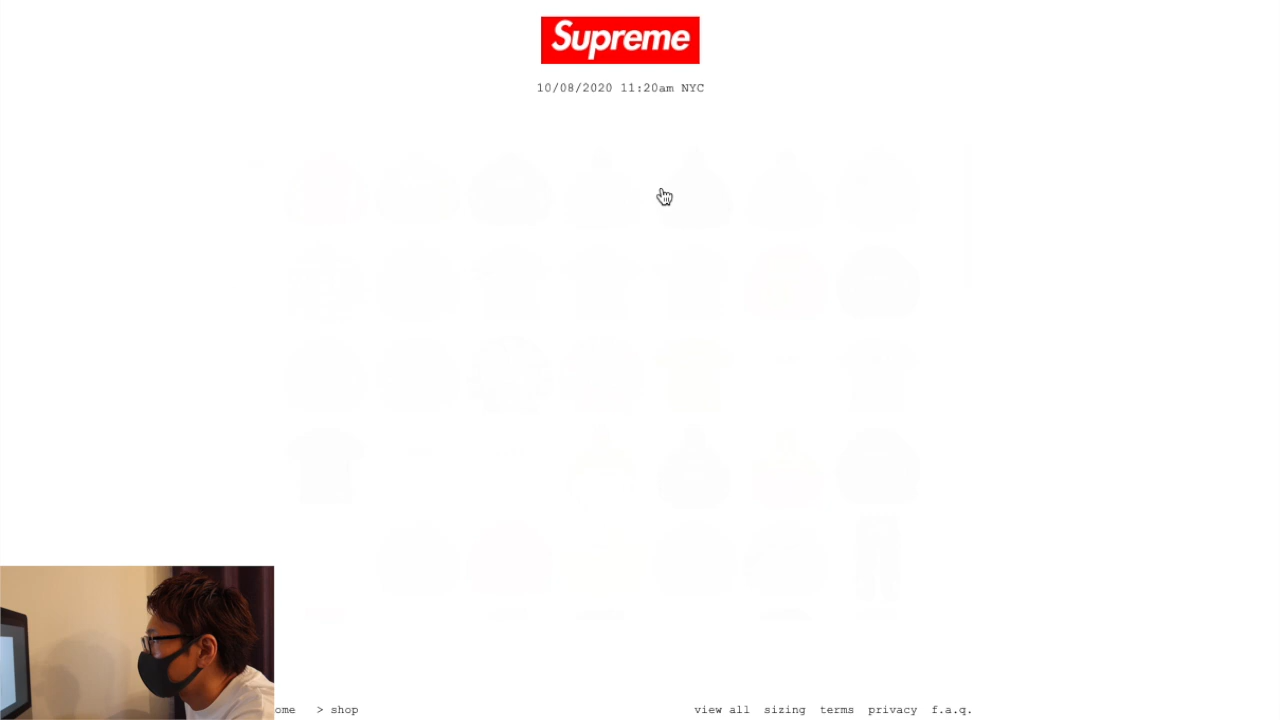 Supreme
10/08/2020 11:20am NYC
ome > shop
view all sizing terms privacy f.a.q.